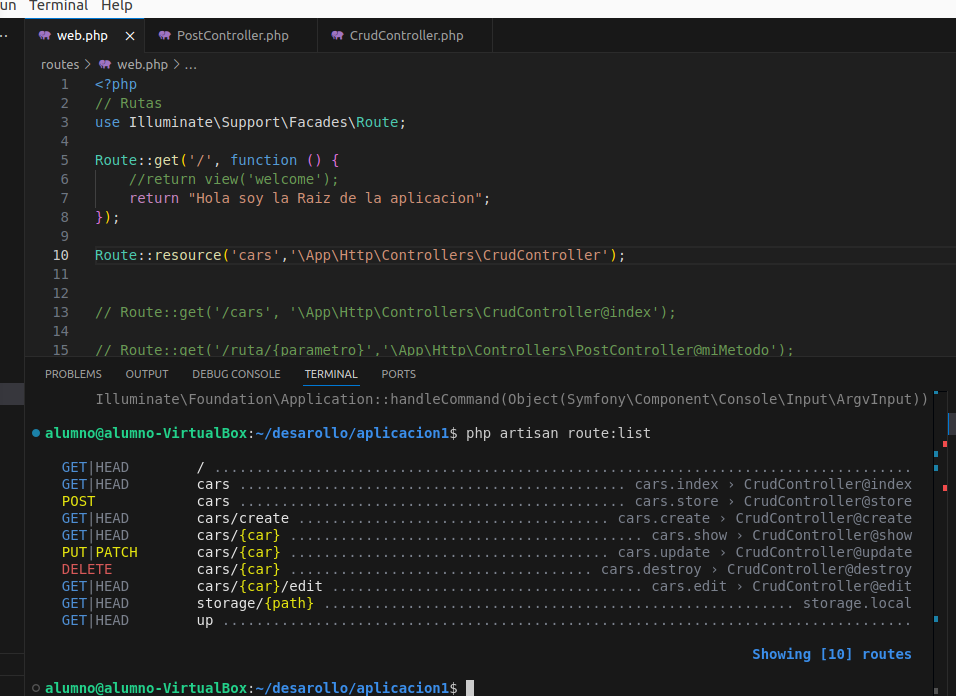 un Terminal Help
web.php × PostController.php CrudController.php
routes > web.php > ...
1 <?php
2 // Rutas
3 use Illuminate\Support\Facades\Route;
4
5 Route::get('/', function () {
6 //return view('welcome');
7 return "Hola soy la Raiz de la aplicacion";
8 });
9
10 Route::resource('cars','\App\Http\Controllers\CrudController');
11
12
13 // Route::get('/cars', '\App\Http\Controllers\CrudController@index');
14
15 // Route::get('/ruta/{parametro}','\App\Http\Controllers\PostController@miMetodo');
PROBLEMS OUTPUT DEBUG CONSOLE TERMINAL PORTS
Illuminate\Foundation\Application::handleCommand(Object(Symfony\Component\Console\Input\ArgvInput))
alumno@alumno-VirtualBox:~/desarollo/aplicacion1$ php artisan route:list
GET|HEAD / ...................................................................................
GET|HEAD cars .............................................. cars.index › CrudController@index
POST cars .............................................. cars.store › CrudController@store
GET|HEAD cars/create ..................................... cars.create › CrudController@create
GET|HEAD cars/{car} .......................................... cars.show › CrudController@show
PUT|PATCH cars/{car} ...................................... cars.update › CrudController@update
DELETE cars/{car} .................................... cars.destroy › CrudController@destroy
GET|HEAD cars/{car}/edit ..................................... cars.edit › CrudController@edit
GET|HEAD storage/{path} ........................................................ storage.local
GET|HEAD up ..................................................................................
Showing [10] routes
alumno@alumno-VirtualBox:~/desarollo/aplicacion1$